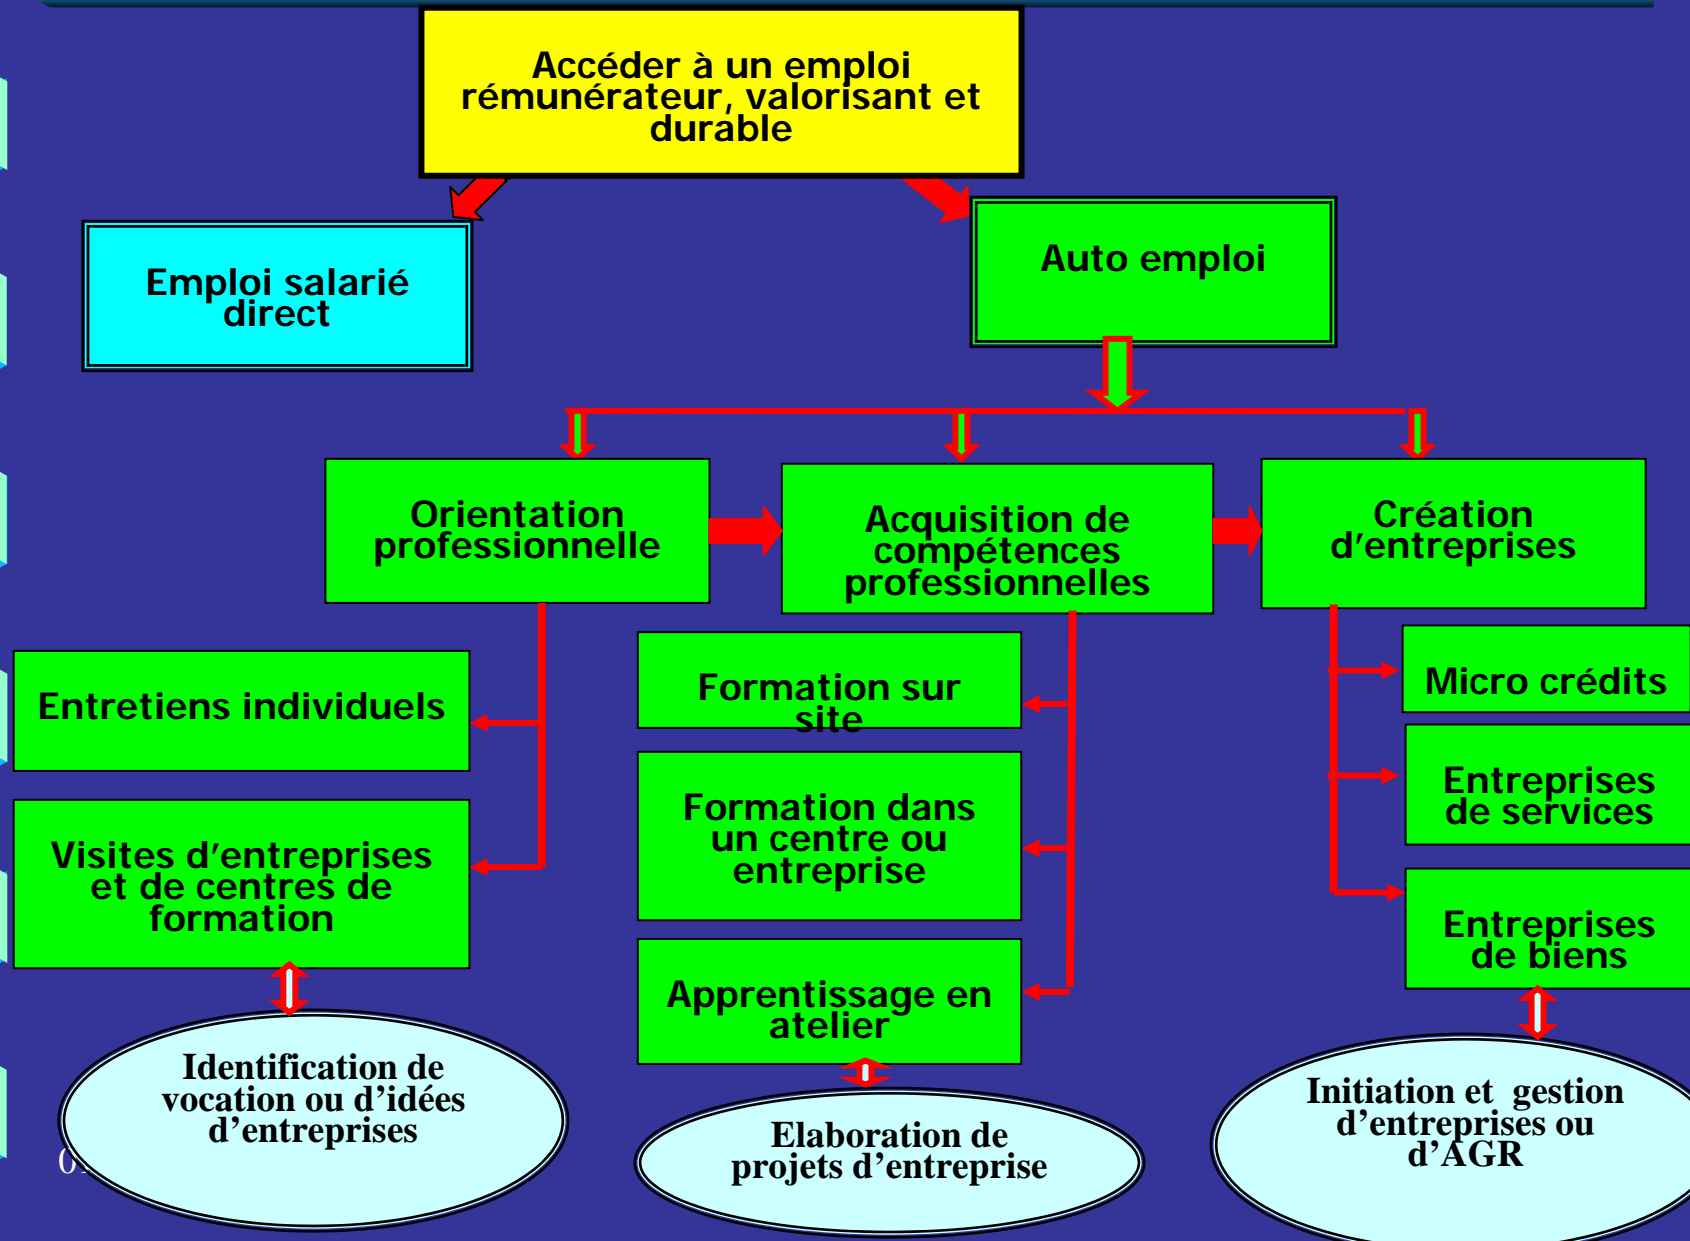 Accéder à un emploi
rémunérateur, valorisant et
durable
Emploi salarié
direct
Auto emploi
Orientation
professionnelle
Acquisition de
compétences
professionnelles
Création
d'entreprises
Entretiens individuels
Visites d'entreprises
et de centres de
formation
Formation sur
site
Formation dans
un centre ou
entreprise
Apprentissage en
atelier
Micro crédits
Entreprises
de services
Entreprises
de biens
Identification de
vocation ou d'idées
d'entreprises
Elaboration de
projets d'entreprise
Initiation et  gestion
d'entreprises ou
d'AGR